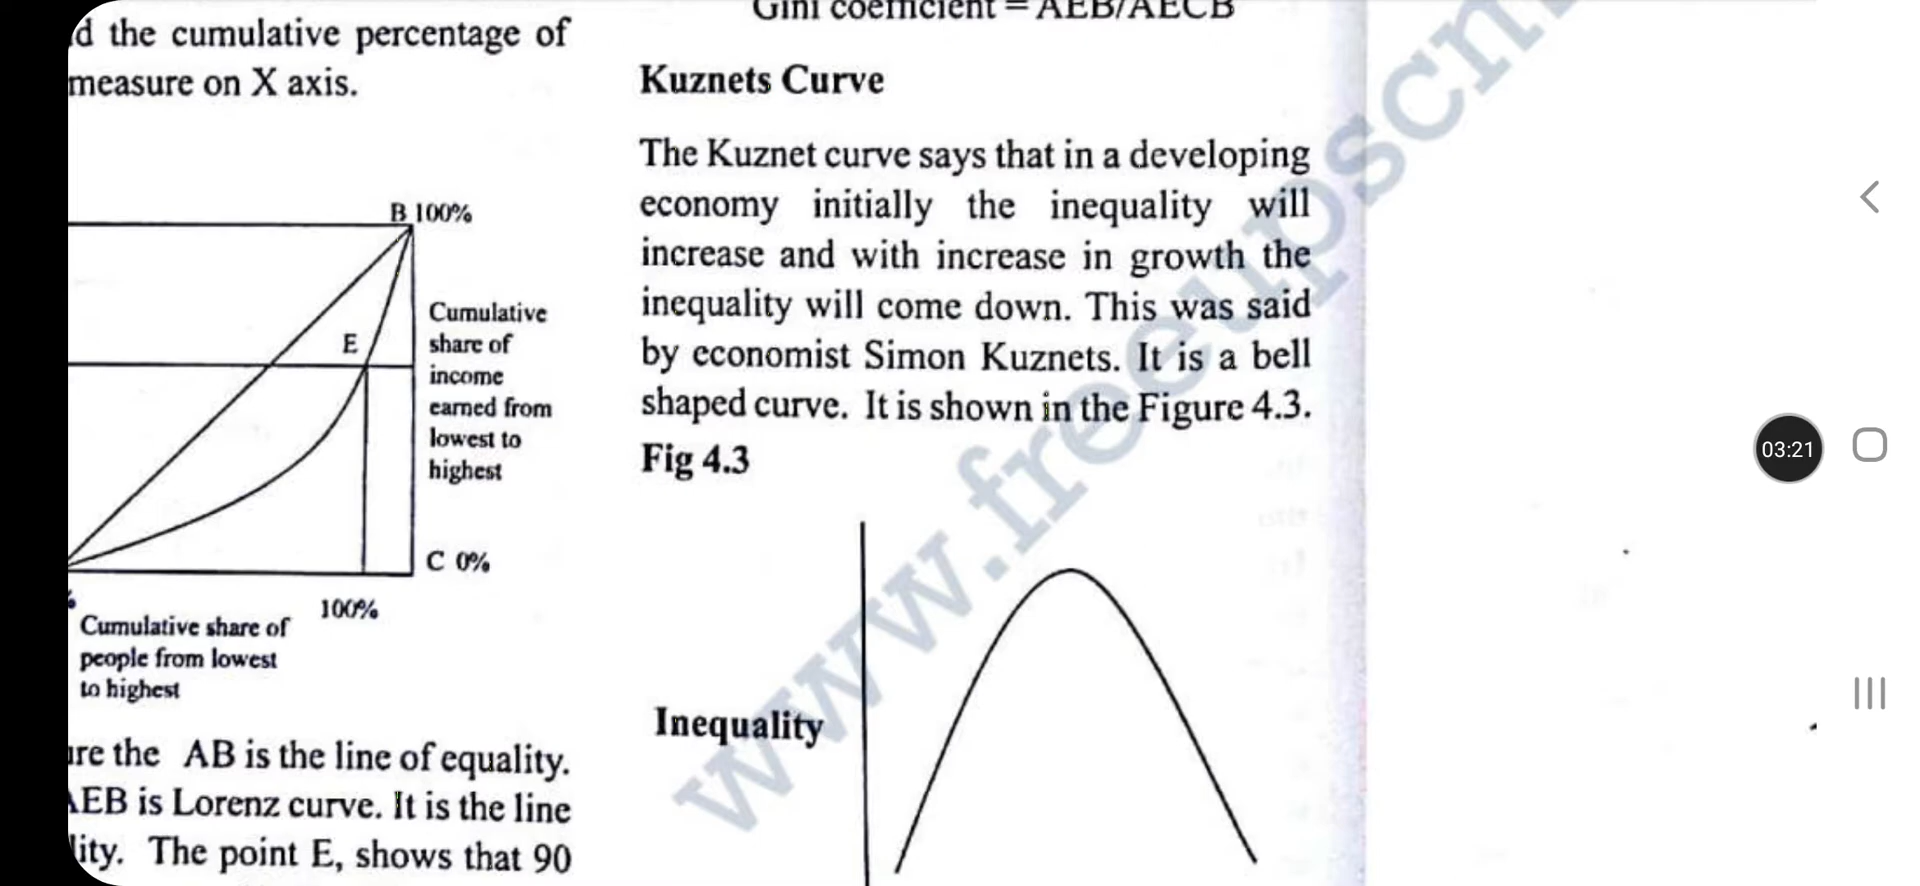 d the cumulative percentage of
measure on X axis.
B 100%
E
Cumulative
share of
income
earned from
lowest to
highest
C 0%
%
100%
Cumulative share of
people from lowest
to highest
re the AB is the line of equality.
AEB is Lorenz curve. It is the line
lity. The point E, shows that 90
Gini coefficient = AEB/AECB
Kuznets Curve
The Kuznet curve says that in a developing
economy initially the inequality will
increase and with increase in growth the
inequality will come down. This was said
by economist Simon Kuznets. It is a bell
shaped curve. It is shown in the Figure 4.3.
Fig 4.3
Inequality
www.freeupscm
03:21